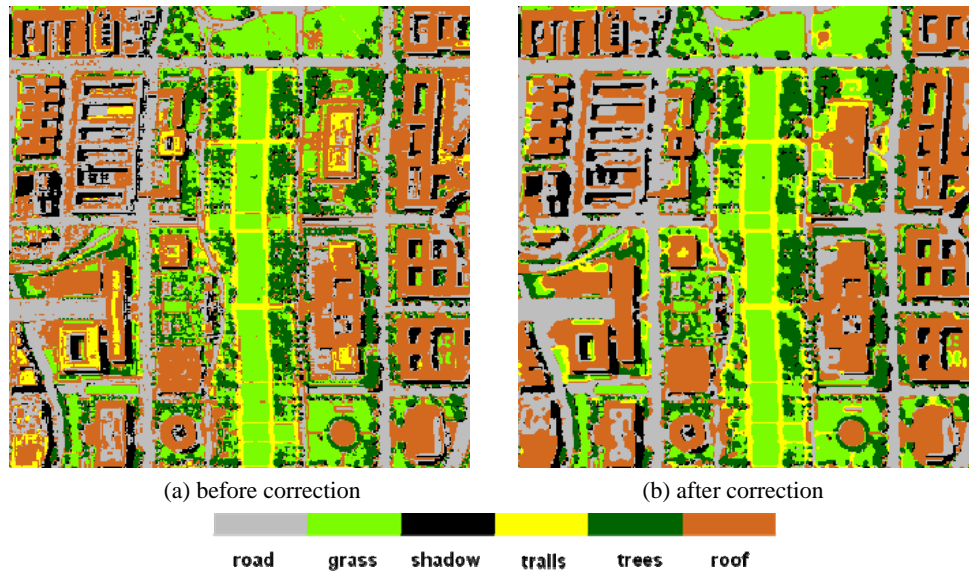 (a) before correction
(b) after correction
road grass shadow trails trees roof